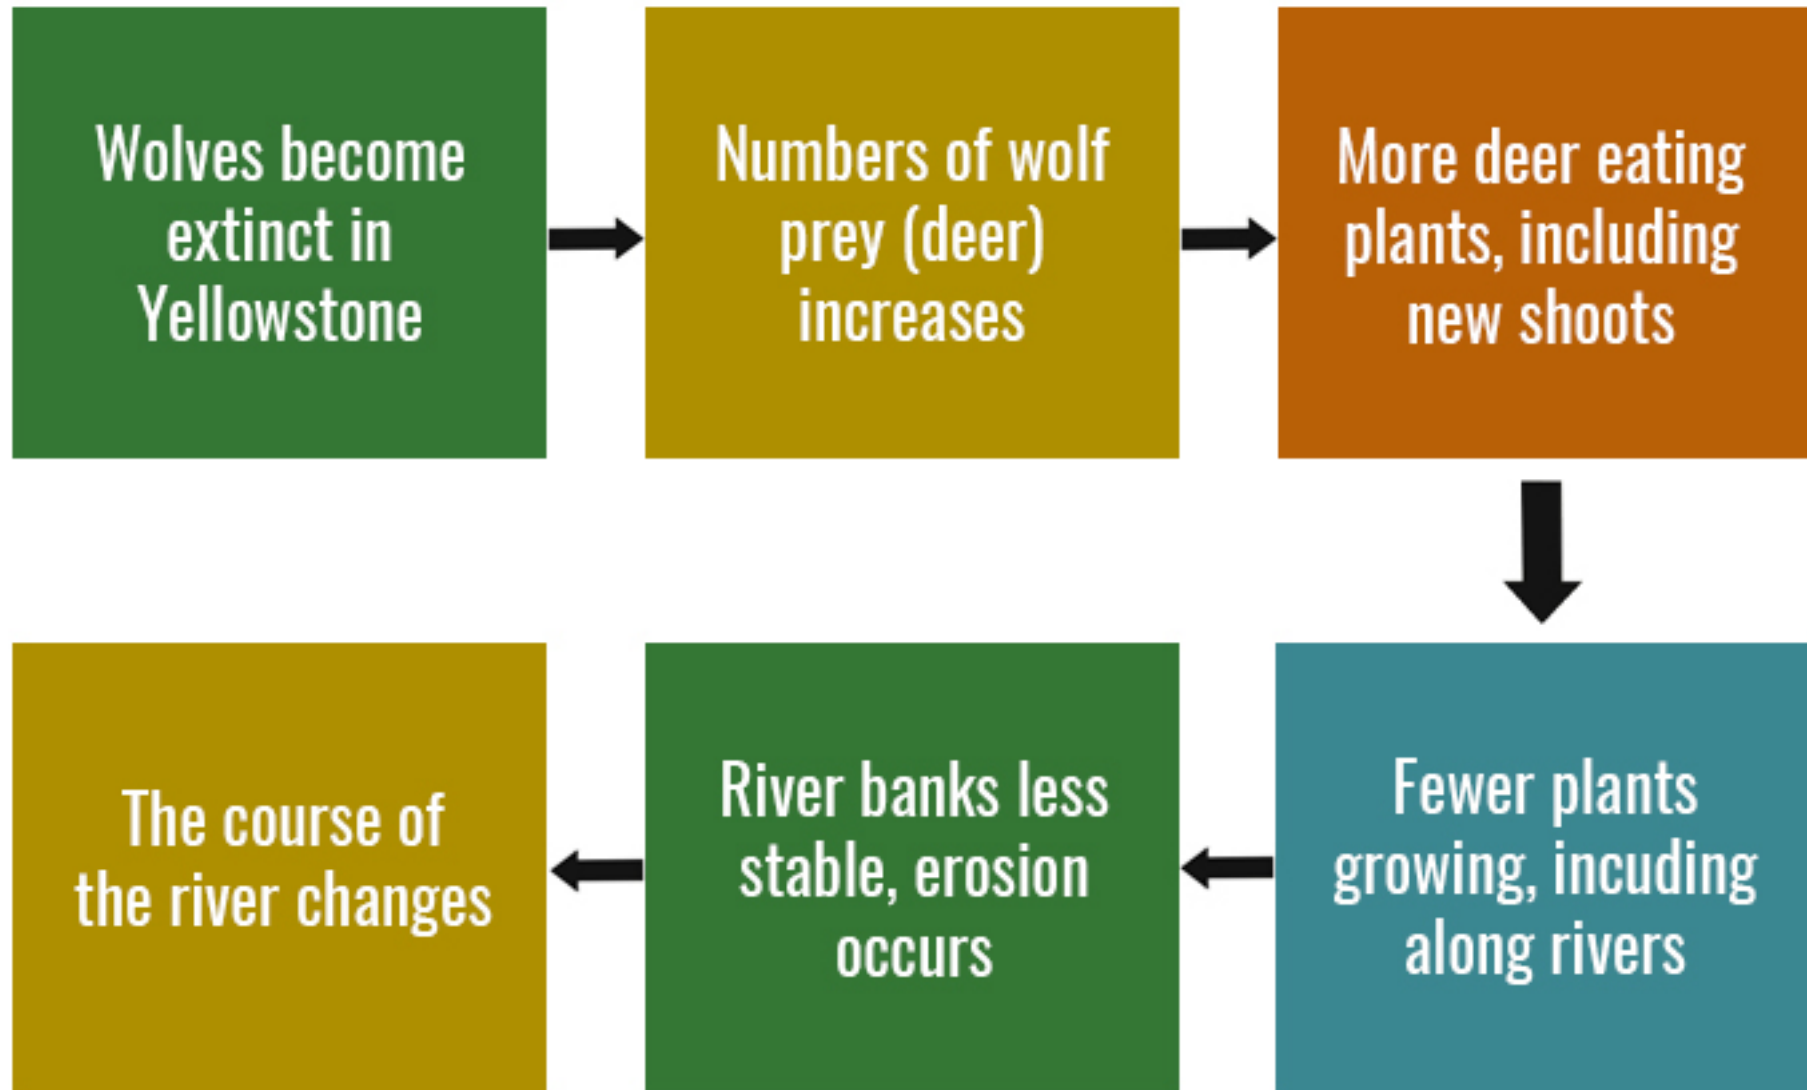 Wolves become
extinct in
Yellowstone
Numbers of wolf
prey (deer)
increases
More deer eating
plants, including
new shoots
Fewer plants
growing, incuding
along rivers
River banks less
stable, erosion
occurs
The course of
the river changes